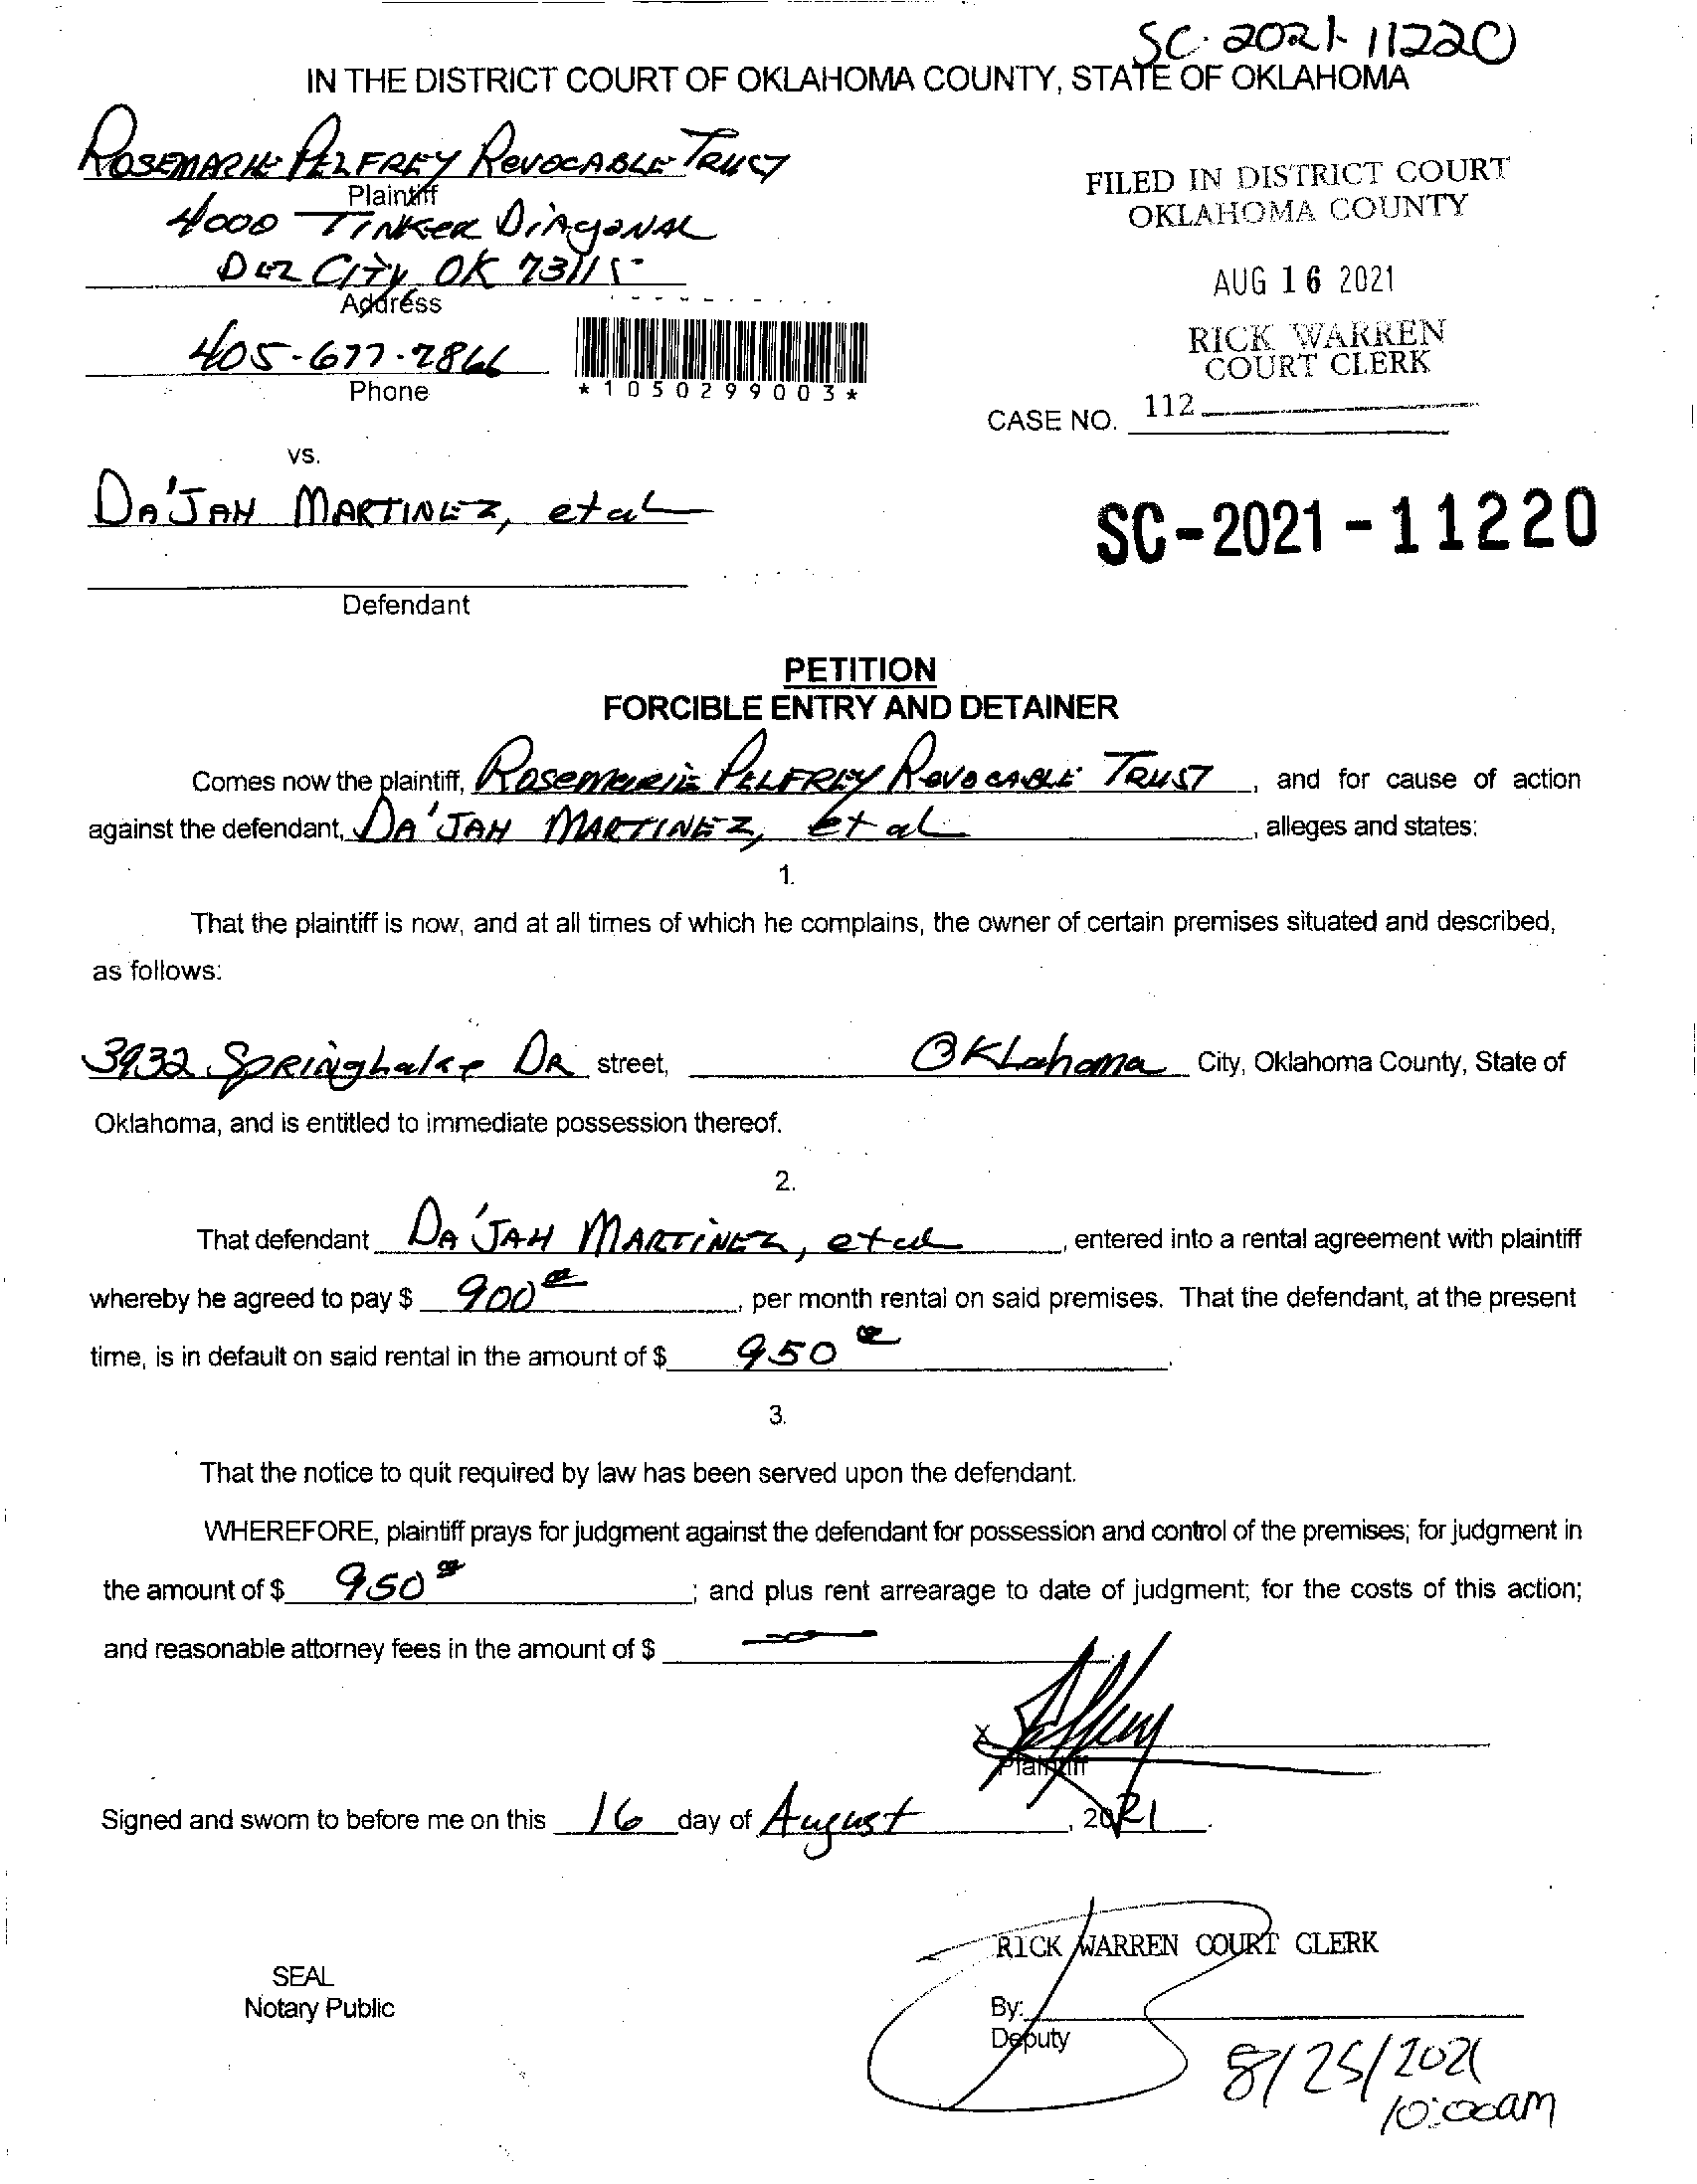 SC-2021-11220
IN THE DISTRICT COURT OF OKLAHOMA COUNTY, STATE OF OKLAHOMA
ROSEMARIE PELFREY REVOCABLE TRUST
Plaintiff
4000 TINKER DIAGONAL
DEL CITY, OK 73115
Address
405-677-7866
Phone
*1050299003*
FILED IN DISTRICT COURT
OKLAHOMA COUNTY
AUG 16 2021
RICK WARREN
COURT CLERK
CASE NO. 112
vs.
DA'JAH MARTINEZ, et al
SC-2021-11220
Defendant
PETITION
FORCIBLE ENTRY AND DETAINER
Comes now the plaintiff, ROSEMARIE PELFREY REVOCABLE TRUST, and for cause of action
against the defendant, DA'JAH MARTINEZ, et al, alleges and states:
1.
That the plaintiff is now, and at all times of which he complains, the owner of certain premises situated and described,
as follows:
3932 SPRINGLAKE DR street, OKLAHOMA City, Oklahoma County, State of
Oklahoma, and is entitled to immediate possession thereof.
2.
That defendant DA'JAH MARTINEZ, et al, entered into a rental agreement with plaintiff
whereby he agreed to pay $ 900 00, per month rental on said premises. That the defendant, at the present
time, is in default on said rental in the amount of $ 950 00.
3.
That the notice to quit required by law has been served upon the defendant.
WHEREFORE, plaintiff prays for judgment against the defendant for possession and control of the premises; for judgment in
the amount of $ 950 00; and plus rent arrearage to date of judgment; for the costs of this action;
and reasonable attorney fees in the amount of $
X
Plaintiff
Signed and sworn to before me on this 16 day of August, 2021.
RICK WARREN COURT CLERK
SEAL
Notary Public
By:
Deputy
8/25/2021
10:00am